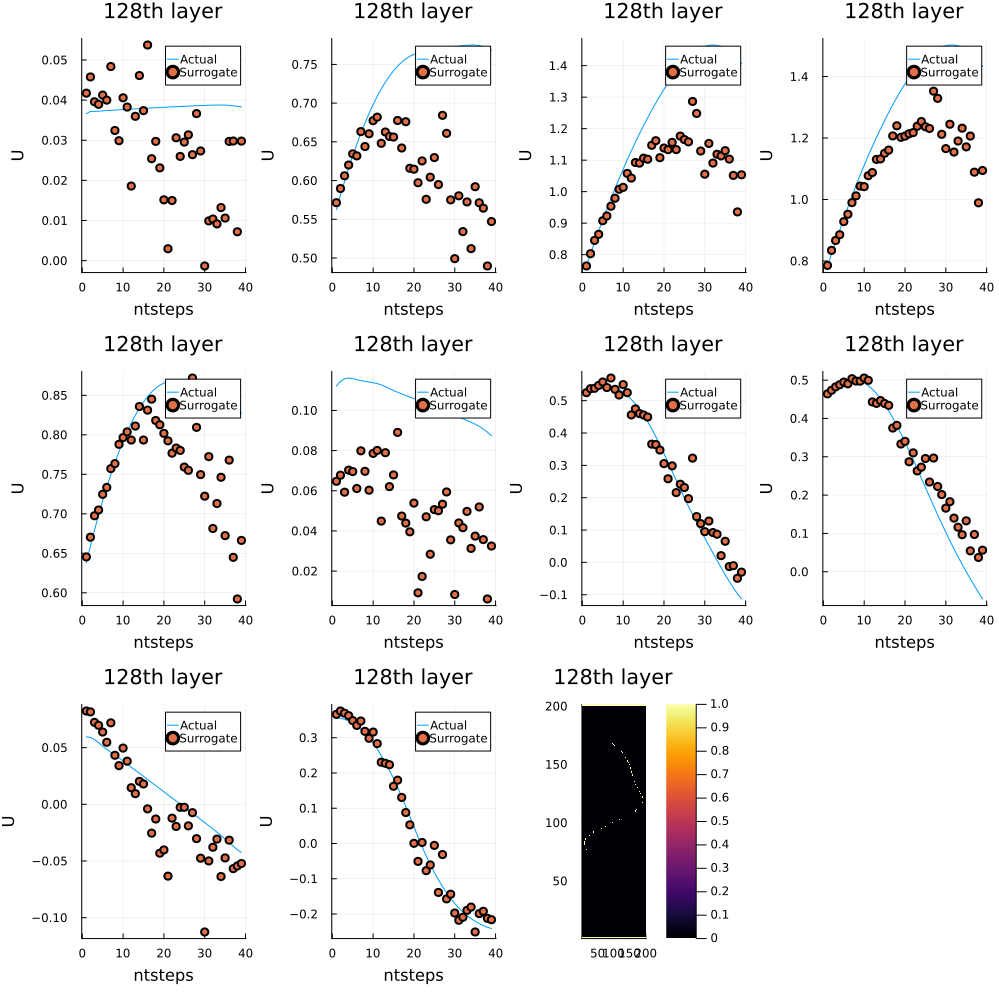 128th layer 128th layer 128th layer 128th layer
U
0.05
0.04
0.03
0.02
0.01
0.00
0 10 20 30 40
ntsteps
Actual
Surrogate
U
0.75
0.70
0.65
0.60
0.55
0.50
0 10 20 30 40
ntsteps
Actual
Surrogate
U
1.4
1.3
1.2
1.1
1.0
0.9
0.8
0 10 20 30 40
ntsteps
Actual
Surrogate
U
1.4
1.2
1.0
0.8
0 10 20 30 40
ntsteps
Actual
Surrogate
128th layer 128th layer 128th layer 128th layer
U
0.85
0.80
0.75
0.70
0.65
0.60
0 10 20 30 40
ntsteps
Actual
Surrogate
U
0.10
0.08
0.06
0.04
0.02
0 10 20 30 40
ntsteps
Actual
Surrogate
U
0.5
0.4
0.3
0.2
0.1
0.0
−0.1
0 10 20 30 40
ntsteps
Actual
Surrogate
U
0.5
0.4
0.3
0.2
0.1
0.0
0 10 20 30 40
ntsteps
Actual
Surrogate
128th layer 128th layer 128th layer
U
0.05
0.00
−0.05
−0.10
0 10 20 30 40
ntsteps
Actual
Surrogate
U
0.3
0.2
0.1
0.0
−0.1
−0.2
0 10 20 30 40
ntsteps
Actual
Surrogate
200
150
100
50
50 100 150 200
1.0
0.9
0.8
0.7
0.6
0.5
0.4
0.3
0.2
0.1
0